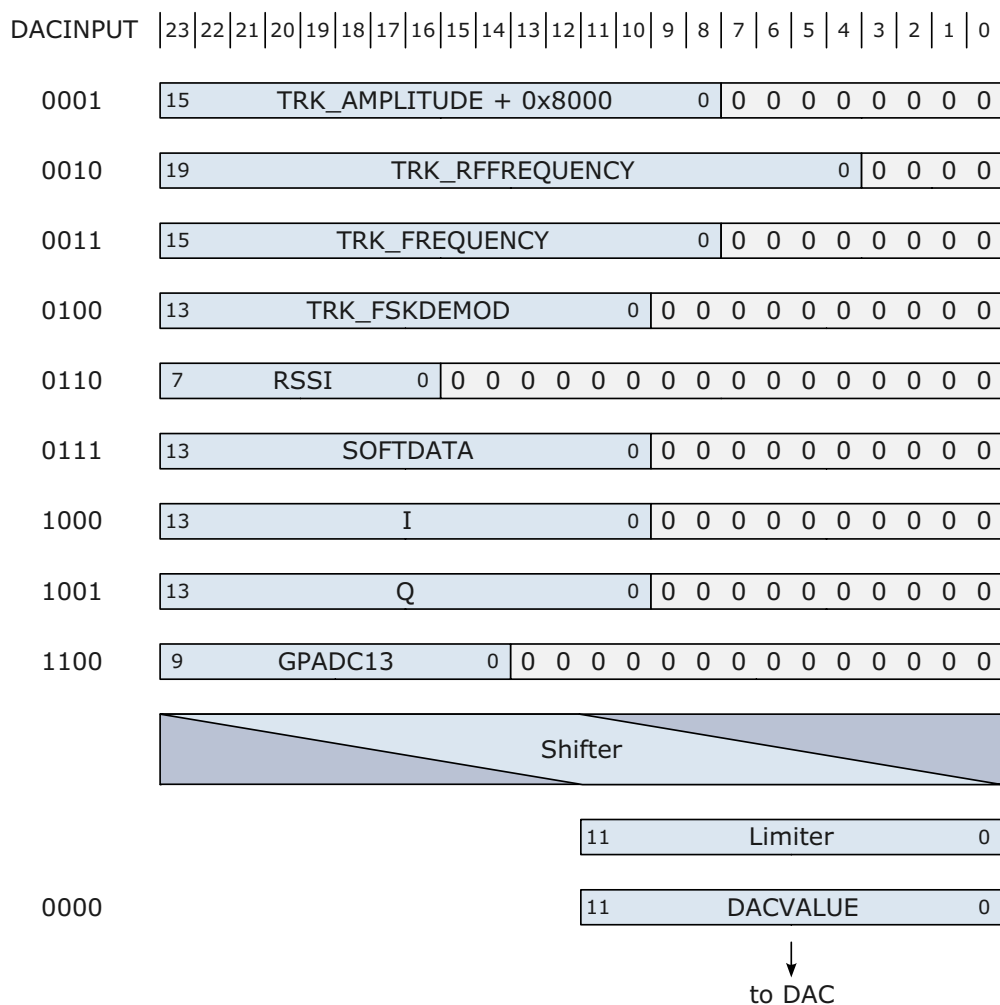 DACINPUT 23 22 21 20 19 18 17 16 15 14 13 12 11 10 9 8 7 6 5 4 3 2 1 0
0001 15 TRK_AMPLITUDE + 0x8000 0 0 0 0 0 0 0 0 0
0010 19 TRK_RFFREQUENCY 0 0 0 0 0
0011 15 TRK_FREQUENCY 0 0 0 0 0 0 0 0 0
0100 13 TRK_FSKDEMOD 0 0 0 0 0 0 0 0 0 0 0
0110 7 RSSI 0 0 0 0 0 0 0 0 0 0 0 0 0 0 0 0 0
0111 13 SOFTDATA 0 0 0 0 0 0 0 0 0 0 0
1000 13 I 0 0 0 0 0 0 0 0 0 0 0
1001 13 Q 0 0 0 0 0 0 0 0 0 0 0
1100 9 GPADC13 0 0 0 0 0 0 0 0 0 0 0 0 0 0 0
Shifter
11 Limiter 0
0000 11 DACVALUE 0
to DAC